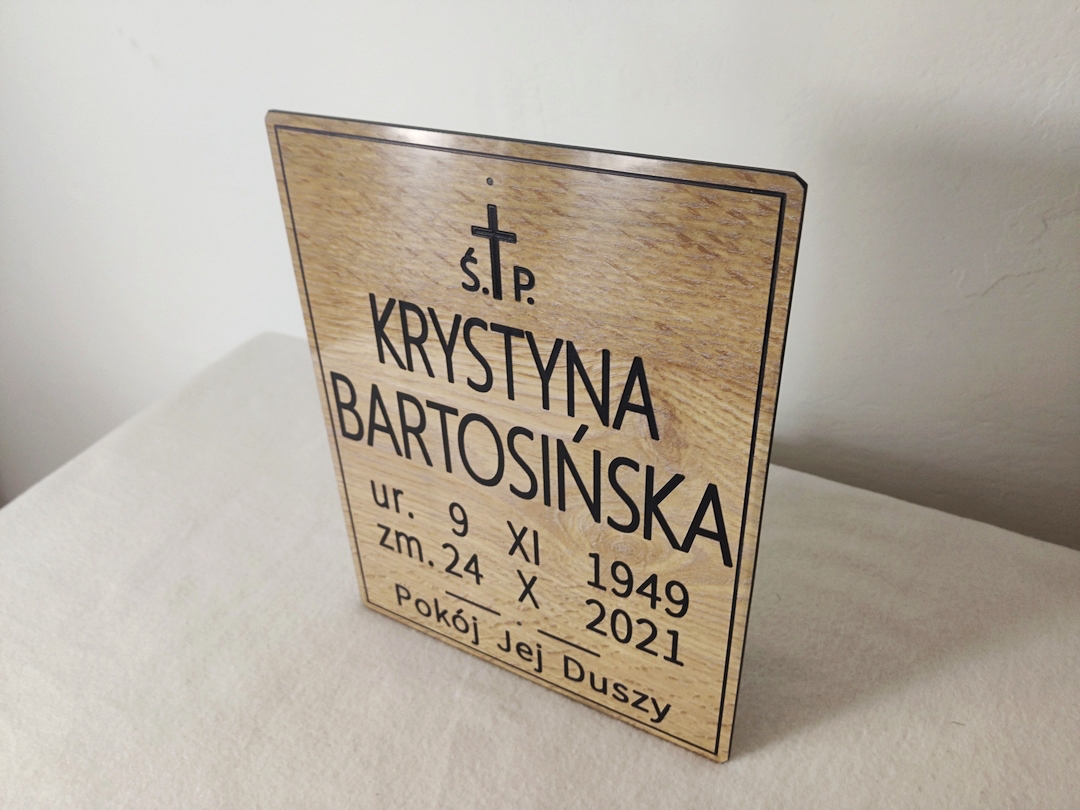 Ś. P.
KRYSTYNA
BARTOSIŃSKA
ur. 9 XI 1949
zm. 24 X 2021
Pokój Jej Duszy